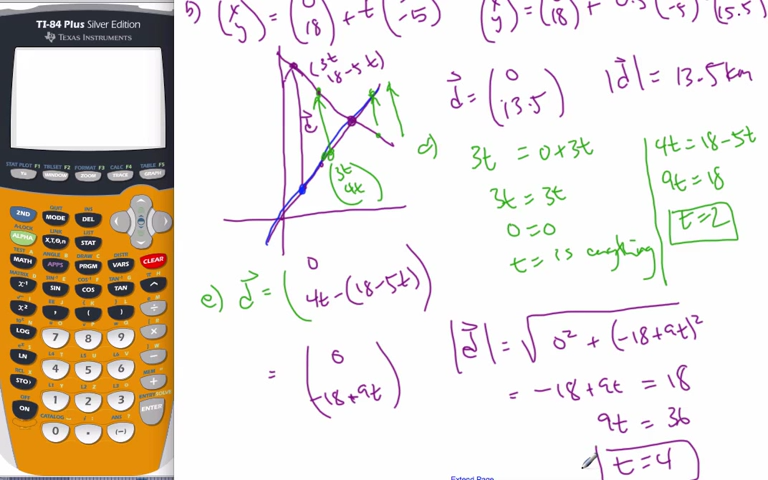 TI-84 Plus Silver Edition
TEXAS INSTRUMENTS
STAT PLOT F1 TBLSET F2 FORMAT F3 CALC F4 TABLE F5
Y= WINDOW ZOOM TRACE GRAPH
2ND MODE DEL
ALPHA X,T,Θ,n STAT
MATH APPS PRGM VARS CLEAR
x⁻¹ SIN COS TAN ^
x² , ( ) ÷
LOG 7 8 9 ×
LN 4 5 6 −
STO▸ 1 2 3 +
ON 0 . (−) ENTER
b) (x y) = (0 18) + t ( -5)
(x y) = (18) + 0.5 (-5) (15.5)
(3t 18-5t)
d
(3t 4t)
d = (0 13.5) |d| = 13.5 km
d) 3t = 0+3t
3t = 3t
0=0
t = is anything
4t = 18-5t
9t = 18
t=2
e) d = (0 4t-(18-5t))
= (0 -18+9t)
|d| = √0² + (-18+9t)²
= -18+9t = 18
9t = 36
t=4
Extend Page